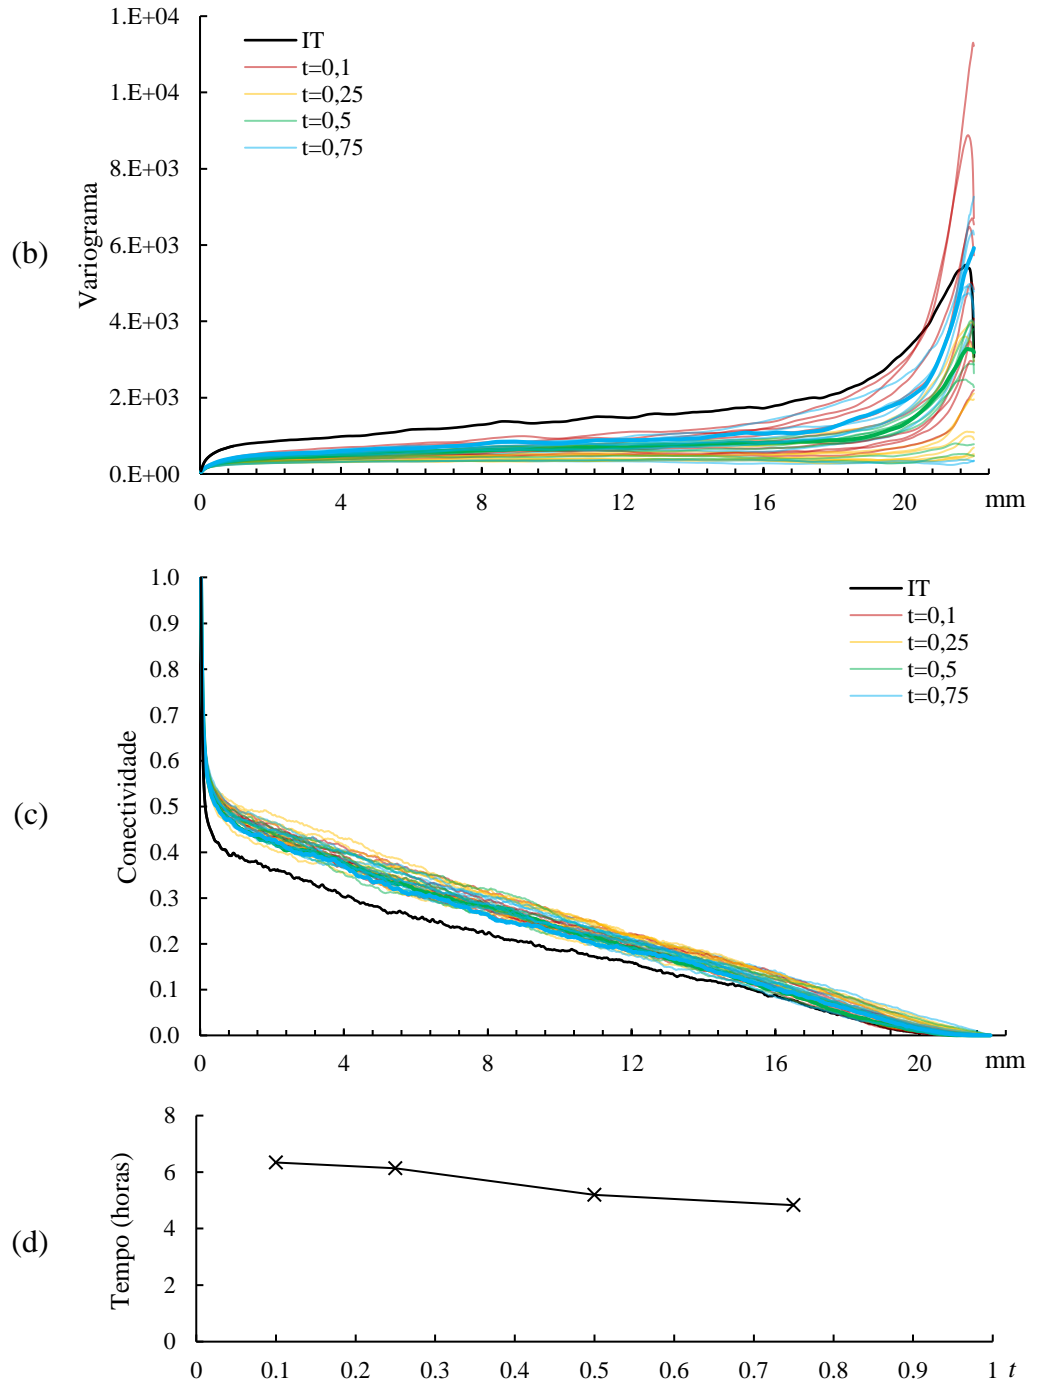 1.E+04
1.E+04
8.E+03
6.E+03
4.E+03
2.E+03
0.E+00
Variograma
(b)
IT
t=0,1
t=0,25
t=0,5
t=0,75
0 4 8 12 16 20 mm
1.0
0.9
0.8
0.7
0.6
0.5
0.4
0.3
0.2
0.1
0.0
Conectividade
(c)
IT
t=0,1
t=0,25
t=0,5
t=0,75
0 4 8 12 16 20 mm
8
6
4
2
0
Tempo (horas)
(d)
0 0.1 0.2 0.3 0.4 0.5 0.6 0.7 0.8 0.9 1 t